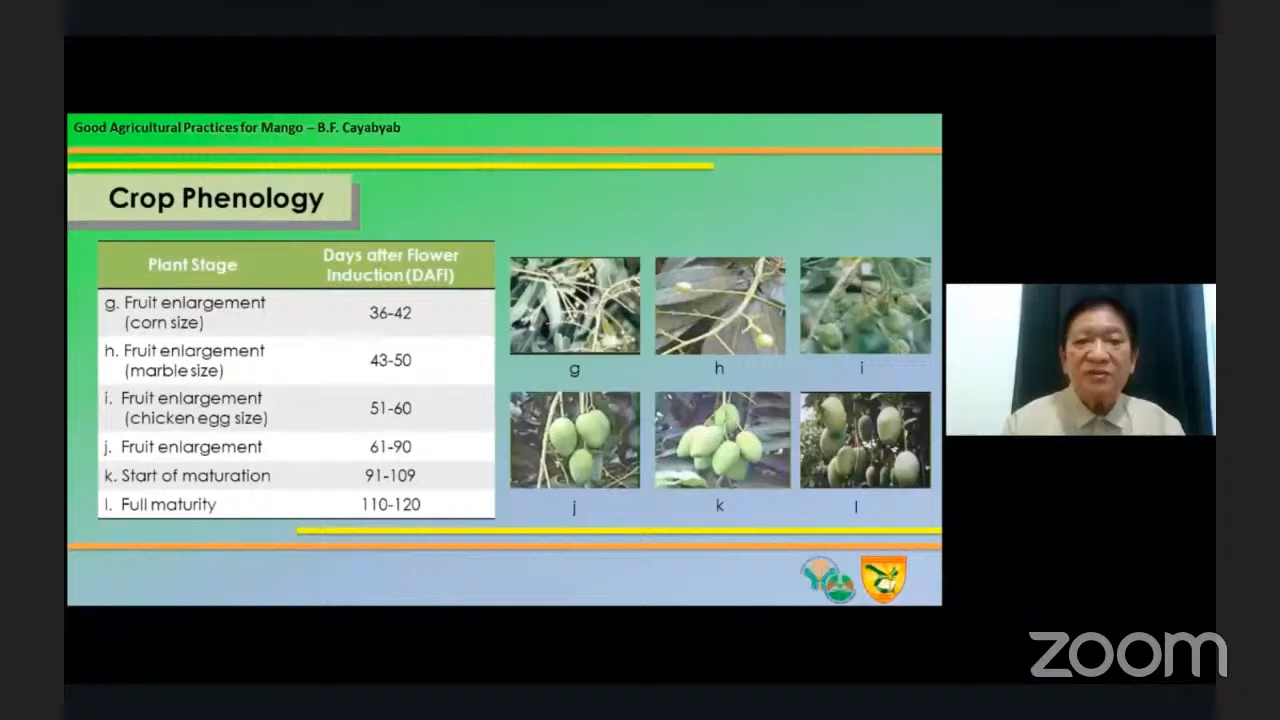 Good Agricultural Practices for Mango – B.F. Cayabyab
Crop Phenology
Plant Stage
Days after Flower
Induction (DAFI)
g. Fruit enlargement
(corn size)
36-42
h. Fruit enlargement
(marble size)
43-50
i. Fruit enlargement
(chicken egg size)
51-60
j. Fruit enlargement
61-90
k. Start of maturation
91-109
l. Full maturity
110-120
g
h
i
j
k
l
zoom